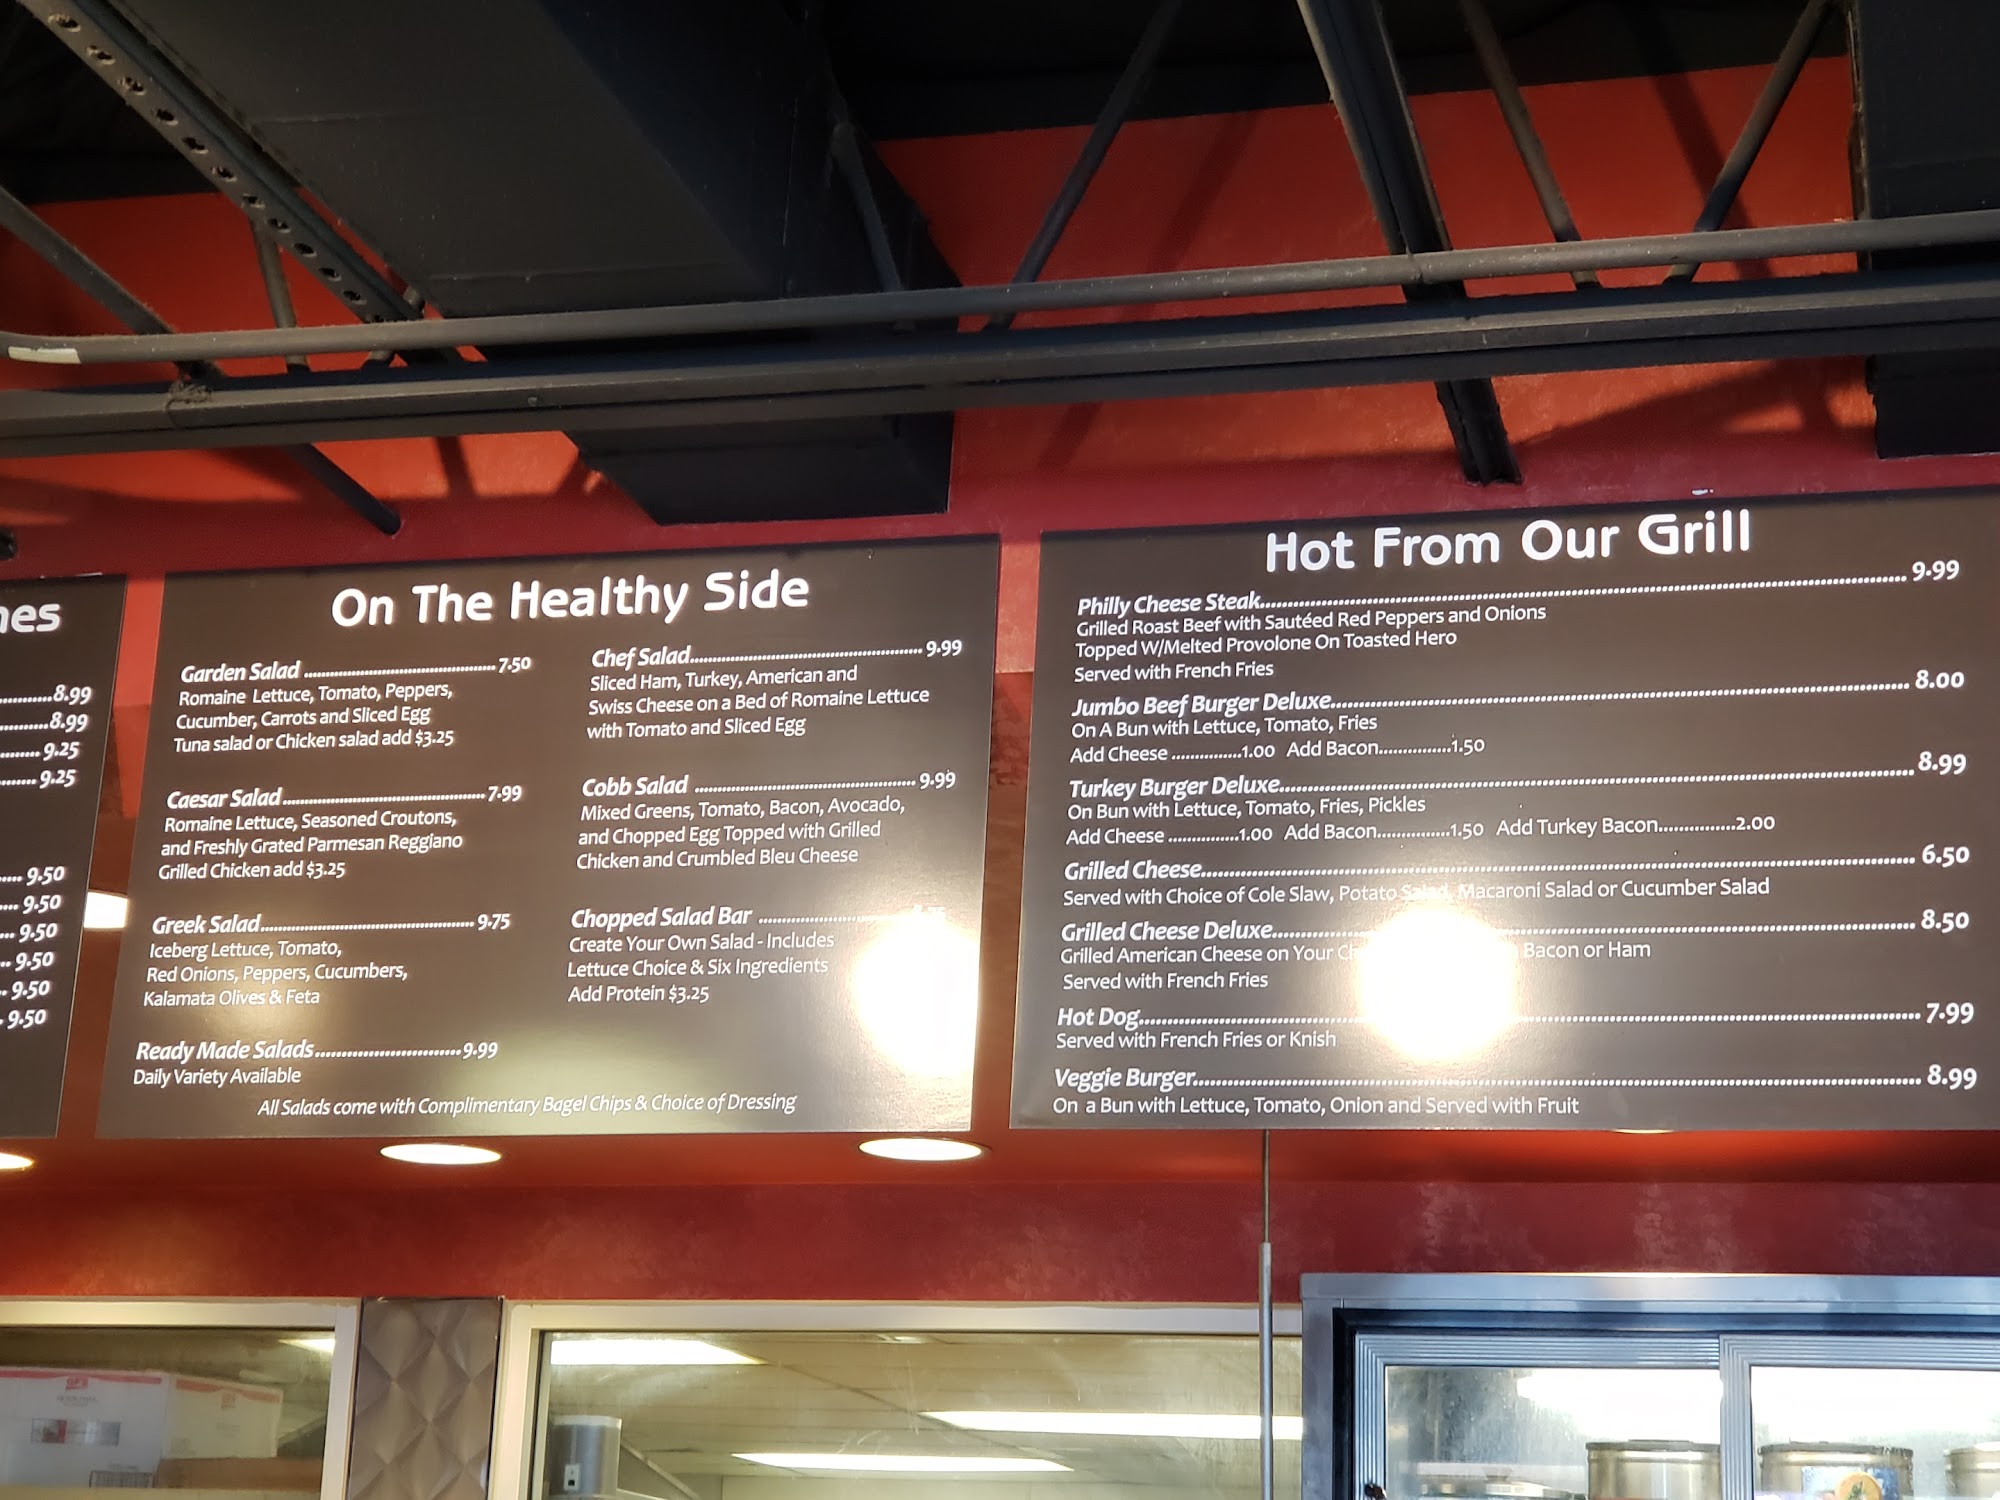 8.99
8.99
9.25
9.25
9.50
9.50
9.50
9.50
9.50
9.50
On The Healthy Side
Garden Salad 7.50
Romaine Lettuce, Tomato, Peppers,
Cucumber, Carrots and Sliced Egg
Tuna salad or Chicken salad add $3.25
Caesar Salad 7.99
Romaine Lettuce, Seasoned Croutons,
and Freshly Grated Parmesan Reggiano
Grilled Chicken add $3.25
Greek Salad 9.75
Iceberg Lettuce, Tomato,
Red Onions, Peppers, Cucumbers,
Kalamata Olives & Feta
Ready Made Salads 9.99
Daily Variety Available
Chef Salad 9.99
Sliced Ham, Turkey, American and
Swiss Cheese on a Bed of Romaine Lettuce
with Tomato and Sliced Egg
Cobb Salad 9.99
Mixed Greens, Tomato, Bacon, Avocado,
and Chopped Egg Topped with Grilled
Chicken and Crumbled Bleu Cheese
Chopped Salad Bar
Create Your Own Salad - Includes
Lettuce Choice & Six Ingredients
Add Protein $3.25
All Salads come with Complimentary Bagel Chips & Choice of Dressing
Hot From Our Grill
Philly Cheese Steak 9.99
Grilled Roast Beef with Sautéed Red Peppers and Onions
Topped W/Melted Provolone On Toasted Hero
Served with French Fries
Jumbo Beef Burger Deluxe 8.00
On A Bun with Lettuce, Tomato, Fries
Add Cheese 1.00 Add Bacon 1.50
Turkey Burger Deluxe 8.99
On Bun with Lettuce, Tomato, Fries, Pickles
Add Cheese 1.00 Add Bacon 1.50 Add Turkey Bacon 2.00
Grilled Cheese 6.50
Served with Choice of Cole Slaw, Potato Salad, Macaroni Salad or Cucumber Salad
Grilled Cheese Deluxe 8.50
Grilled American Cheese on Your Bacon or Ham
Served with French Fries
Hot Dog 7.99
Served with French Fries or Knish
Veggie Burger 8.99
On a Bun with Lettuce, Tomato, Onion and Served with Fruit